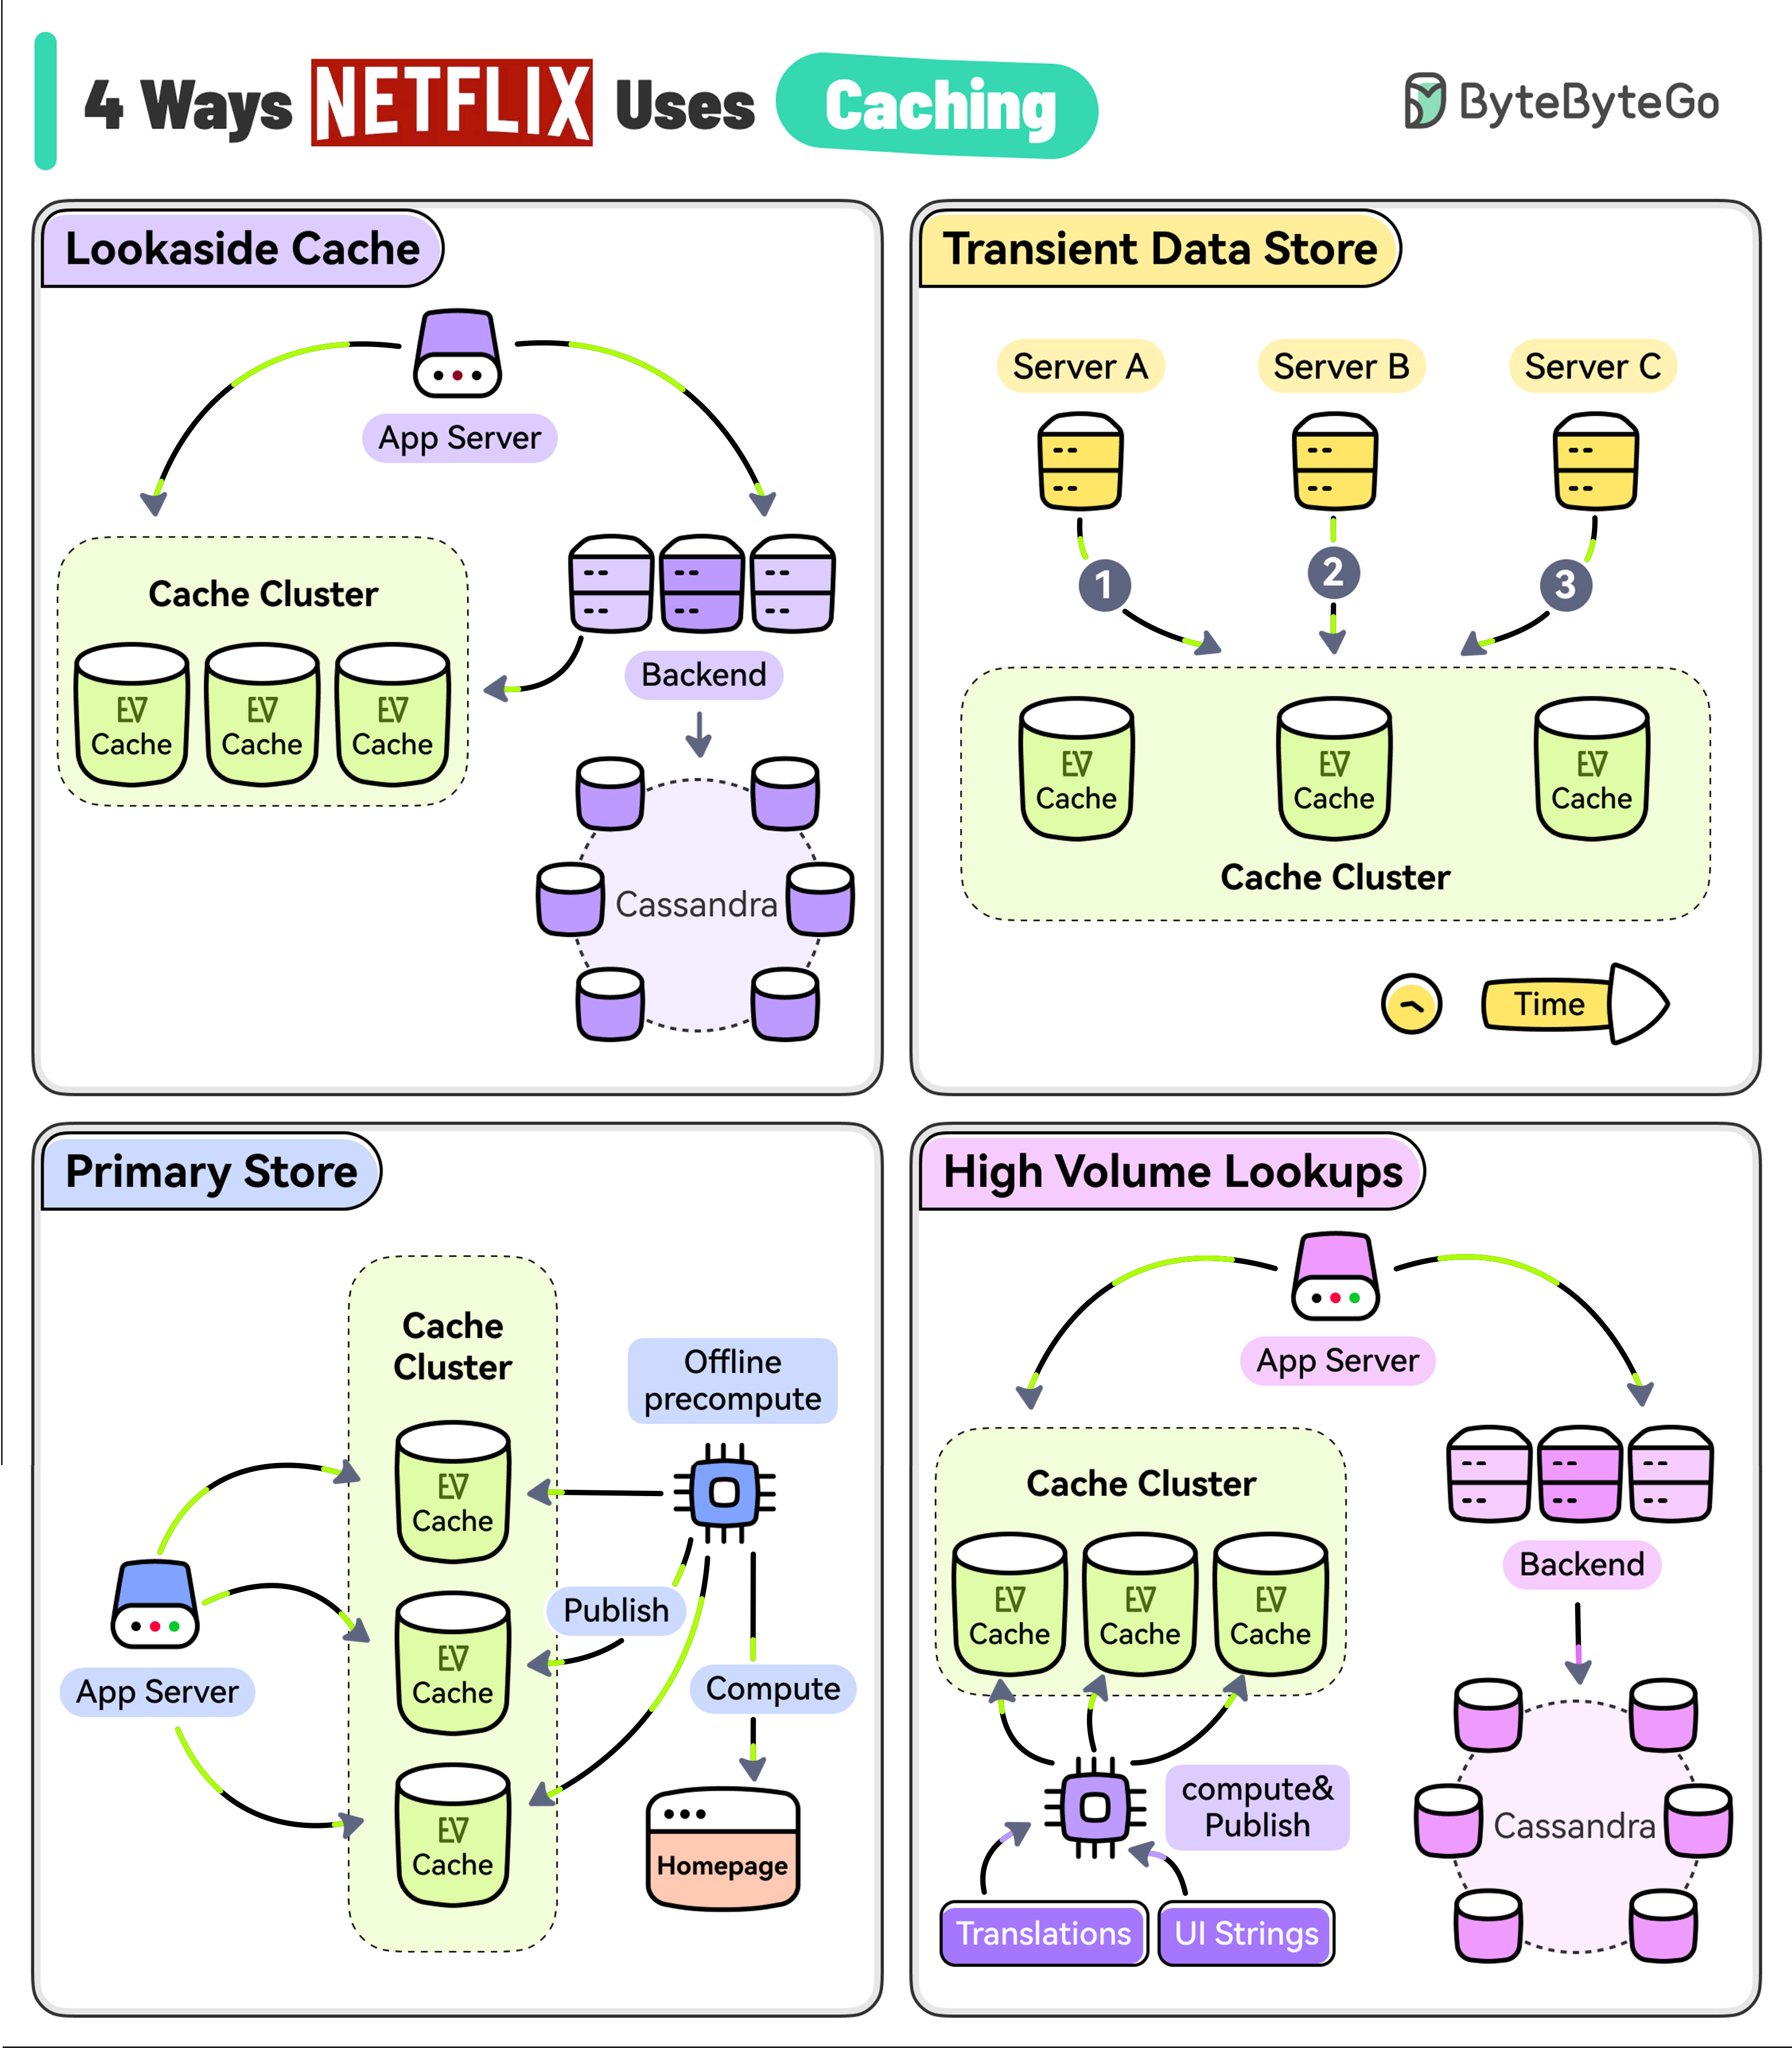 4 Ways NETFLIX Uses Caching
ByteByteGo
Lookaside Cache
App Server
Cache Cluster
EV
Cache
EV
Cache
EV
Cache
Backend
Cassandra
Transient Data Store
Server A
Server B
Server C
1
2
3
EV
Cache
EV
Cache
EV
Cache
Cache Cluster
Time
Primary Store
Cache
Cluster
Offline
precompute
EV
Cache
Publish
EV
Cache
App Server
Compute
EV
Cache
Homepage
High Volume Lookups
App Server
Cache Cluster
EV
Cache
EV
Cache
EV
Cache
Backend
compute&
Publish
Cassandra
Translations
UI Strings